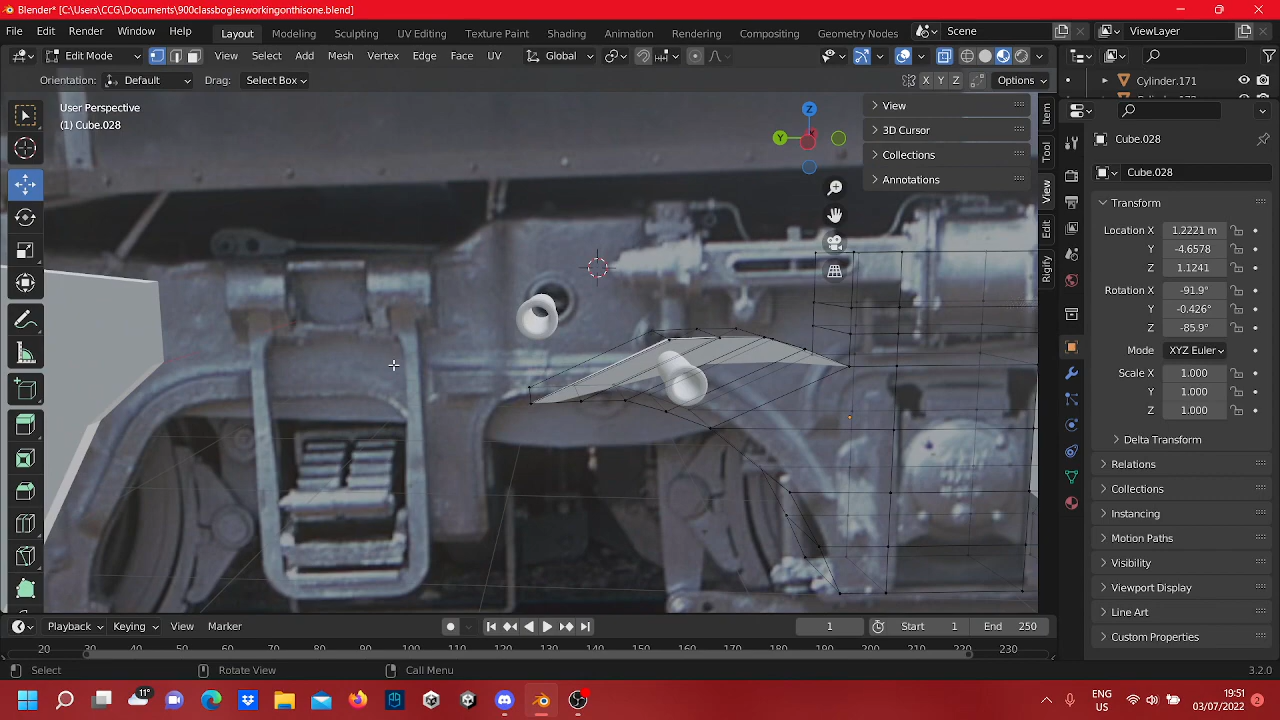 Blender* [C:\Users\CCG\Documents\900classbogiesworkingonthisone.blend]
File Edit Render Window Help Layout Modeling Sculpting UV Editing Texture Paint Shading Animation Rendering Compositing Geometry Nodes Scene ViewLayer
Edit Mode View Select Add Mesh Vertex Edge Face UV Global
Orientation: Default Drag: Select Box X Y Z Options
Cylinder.171
User Perspective
(1) Cube.028
Z
Y
View
3D Cursor
Collections
Annotations
Item
Tool
View
Edit
Rigify
Cube.028
Cube.028
Transform
Location X 1.2221 m
Y -4.6578
Z 1.1241
Rotation X -91.9°
Y -0.426°
Z -85.9°
Mode XYZ Euler
Scale X 1.000
Y 1.000
Z 1.000
Delta Transform
Relations
Collections
Instancing
Motion Paths
Visibility
Viewport Display
Line Art
Custom Properties
Playback Keying View Marker 1 Start 1 End 250
20 30 40 50 60 70 80 90 100 110 120 130 140 150 160 170 180 190 200 210 220 230
Select Rotate View Call Menu 3.2.0
11° ENG WiFi 19:51